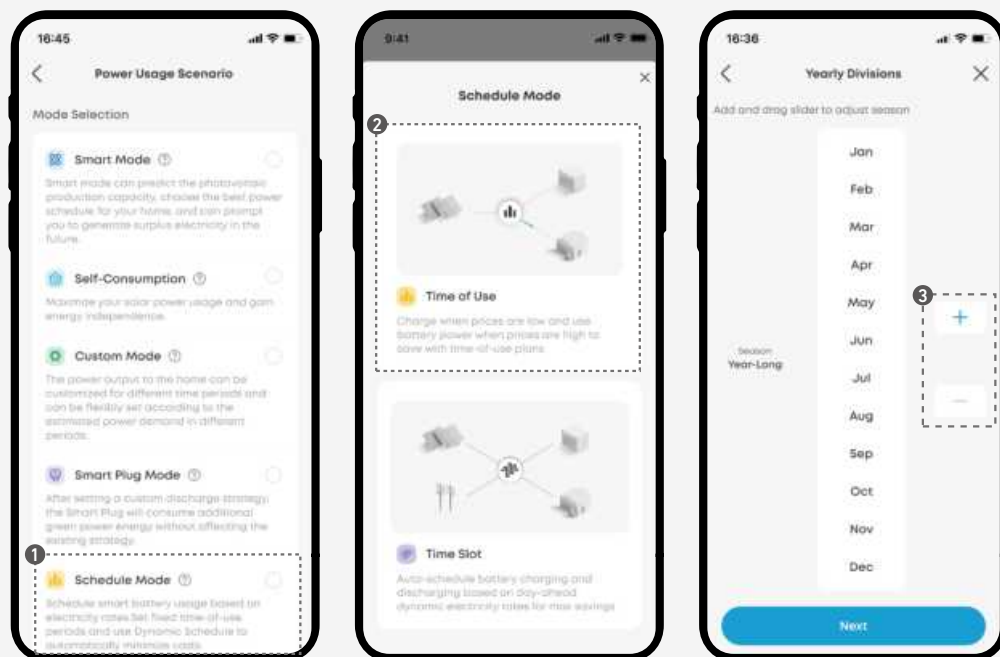 16:45
Power Usage Scenario
Mode Selection
Smart Mode ?
Smart mode can predict the photovoltaic
production capacity, choose the best power
schedule for your home, and can prompt
you to generate surplus electricity in the
future.
Self-Consumption ?
Maximize your solar power usage and gain
energy independence.
Custom Mode ?
The power output to the home can be
customized for different time periods and
can be flexibly set according to the
estimated power demand in different
periods.
Smart Plug Mode ?
After setting a custom discharge strategy,
the Smart Plug will consume additional
green power energy without affecting the
existing strategy.
1
Schedule Mode ?
Schedule smart battery usage based on
electricity rates Set fixed time-of-use
periods and use Dynamic Schedule to
automatically minimize costs.
9:41
Schedule Mode
2
Time of Use
Charge when prices are low and use
battery power when prices are high to
save with time-of-use plans
Time Slot
Auto-schedule battery charging and
discharging based on day-ahead
dynamic electricity rates for max savings
16:36
Yearly Divisions
Add and drag slider to adjust season
Jan
Feb
Mar
Apr
May
Jun
Jul
Aug
Sep
Oct
Nov
Dec
Season
Year-Long
3
+
−
Next